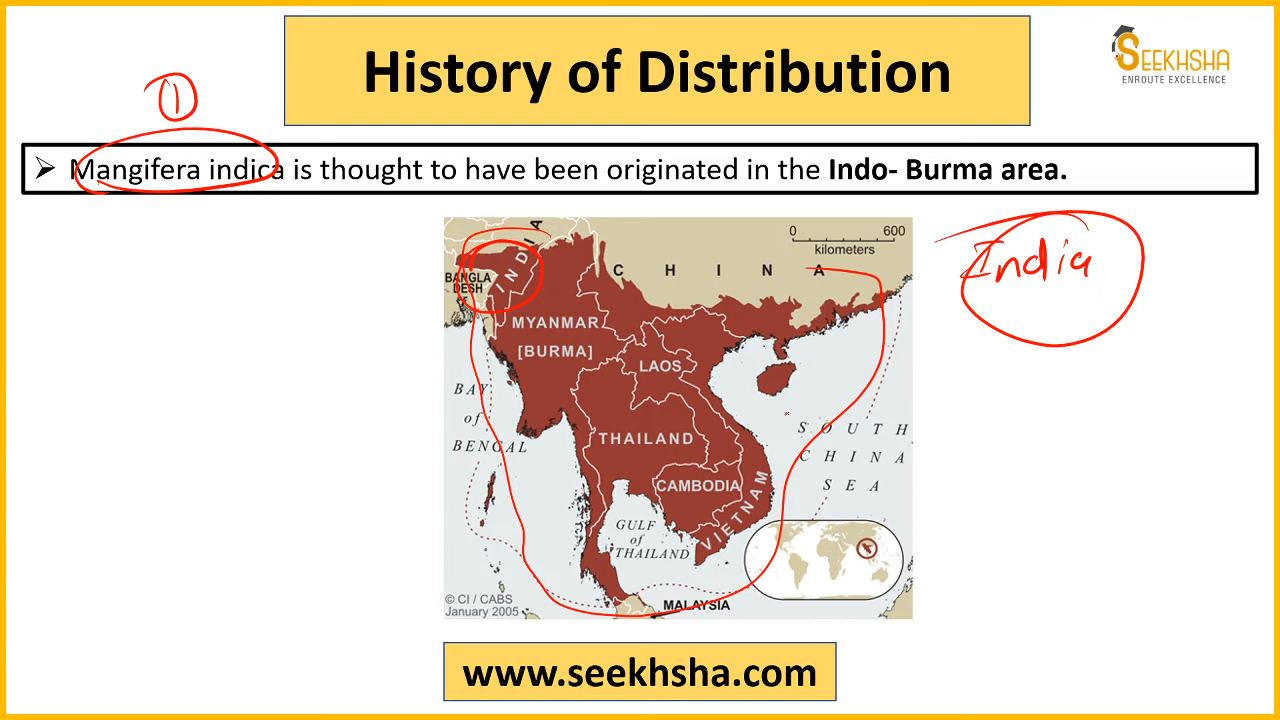 History of Distribution
SEEKHSHA
ENROUTE EXCELLENCE
①
➢ Mangifera indica is thought to have been originated in the Indo- Burma area.
India
0 600
kilometers
INDIA
CHINA
BANGLA
DESH
MYANMAR
[BURMA]
LAOS
BAY
of
BENGAL
THAILAND
SOUTH
CHINA
SEA
CAMBODIA
VIETNAM
GULF
of
THAILAND
© CI / CABS
January 2005
MALAYSIA
www.seekhsha.com